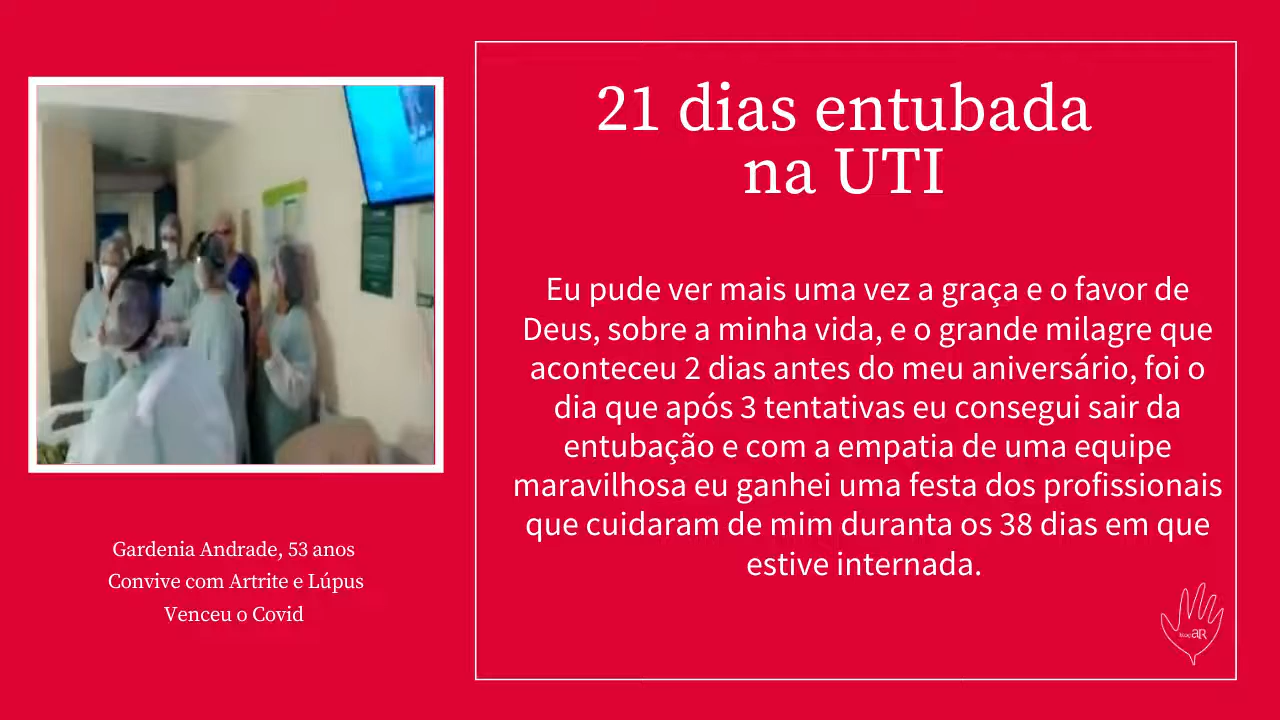 21 dias entubada
na UTI
Eu pude ver mais uma vez a graça e o favor de
Deus, sobre a minha vida, e o grande milagre que
aconteceu 2 dias antes do meu aniversário, foi o
dia que após 3 tentativas eu consegui sair da
entubação e com a empatia de uma equipe
maravilhosa eu ganhei uma festa dos profissionais
que cuidaram de mim duranta os 38 dias em que
estive internada.
Gardenia Andrade, 53 anos
Convive com Artrite e Lúpus
Venceu o Covid
blog aR